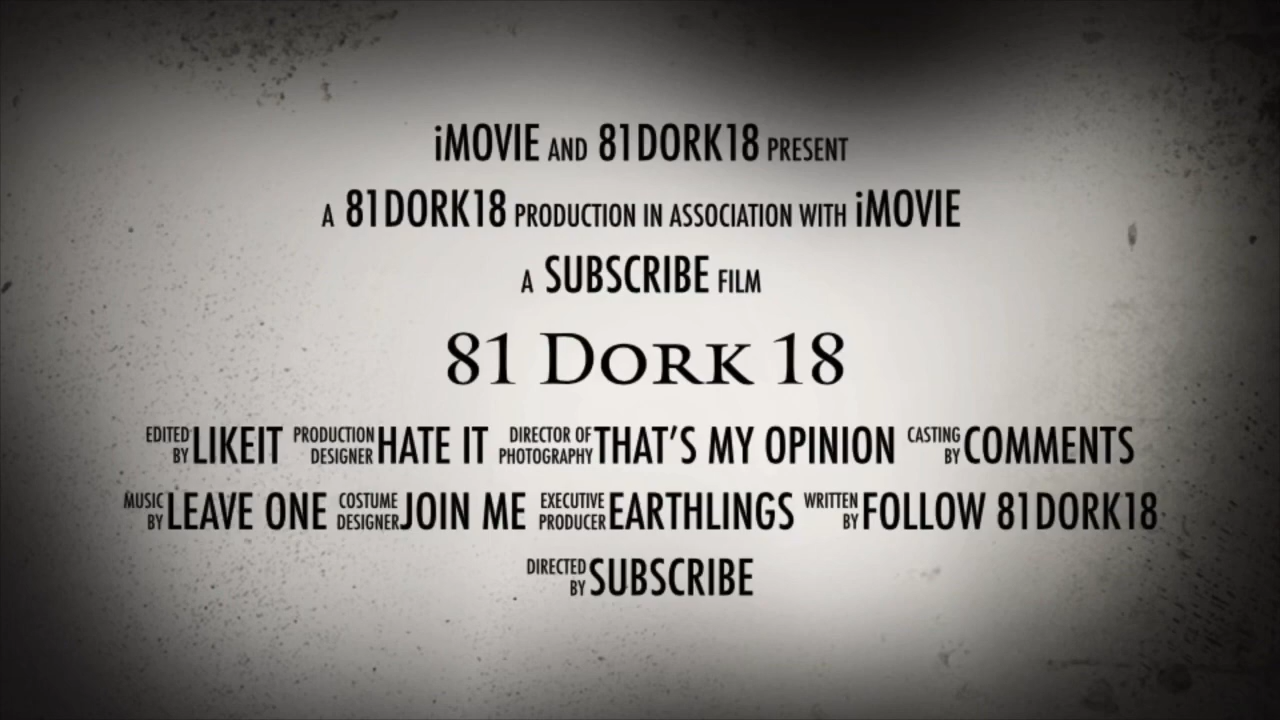 iMOVIE AND 81DORK18 PRESENT
A 81DORK18 PRODUCTION IN ASSOCIATION WITH iMOVIE
A SUBSCRIBE FILM
81 DORK 18
EDITED BY LIKEIT PRODUCTION DESIGNER HATE IT DIRECTOR OF PHOTOGRAPHY THAT'S MY OPINION CASTING BY COMMENTS
MUSIC BY LEAVE ONE COSTUME DESIGNER JOIN ME EXECUTIVE PRODUCER EARTHLINGS WRITTEN BY FOLLOW 81DORK18
DIRECTED BY SUBSCRIBE